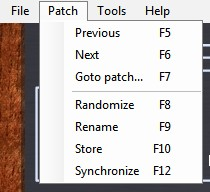 File Patch Tools Help
Previous F5
Next F6
Goto patch... F7
Randomize F8
Rename F9
Store F10
Synchronize F12